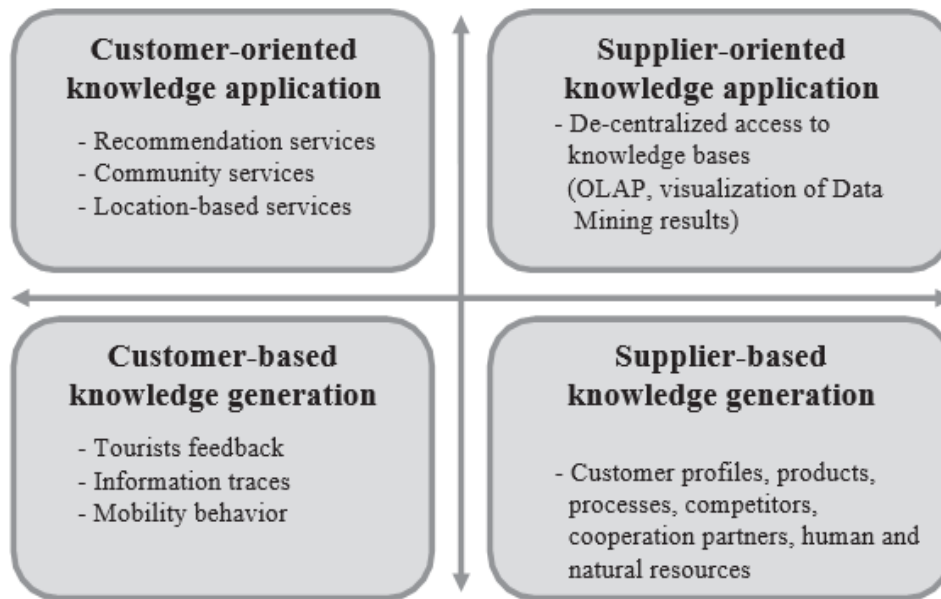 Customer-oriented
knowledge application
- Recommendation services
- Community services
- Location-based services
Supplier-oriented
knowledge application
- De-centralized access to
knowledge bases
(OLAP, visualization of Data
Mining results)
Customer-based
knowledge generation
- Tourists feedback
- Information traces
- Mobility behavior
Supplier-based
knowledge generation
- Customer profiles, products,
processes, competitors,
cooperation partners, human and
natural resources